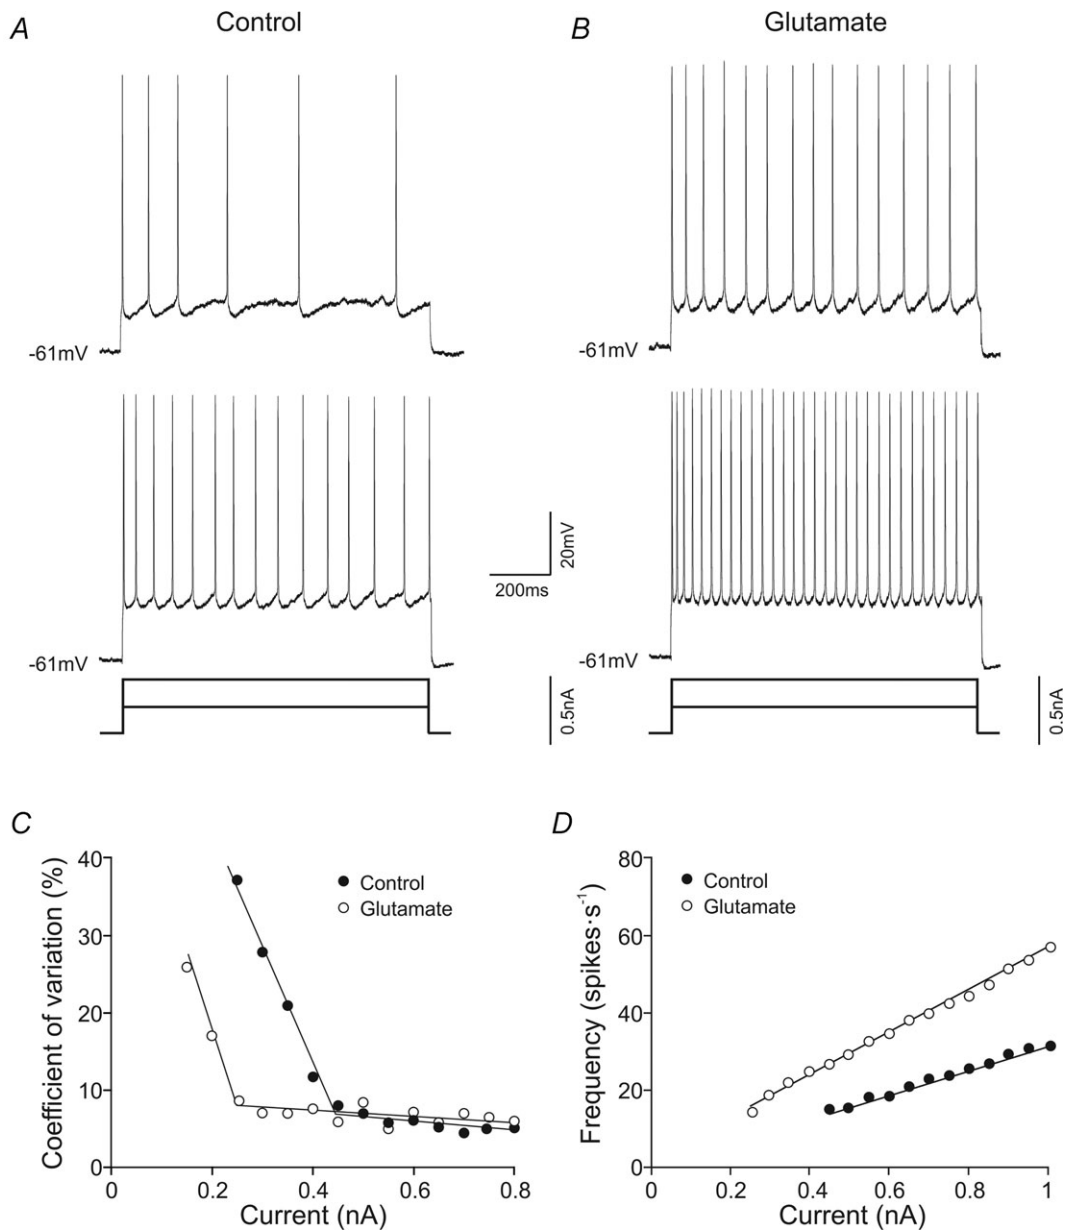 A Control
B Glutamate
-61mV
-61mV
-61mV
-61mV
20mV
200ms
0.5nA
0.5nA
C
Coefficient of variation (%)
40
30
20
10
0
Control
Glutamate
0 0.2 0.4 0.6 0.8
Current (nA)
D
Frequency (spikes·s⁻¹)
80
60
40
20
0
Control
Glutamate
0 0.2 0.4 0.6 0.8 1
Current (nA)